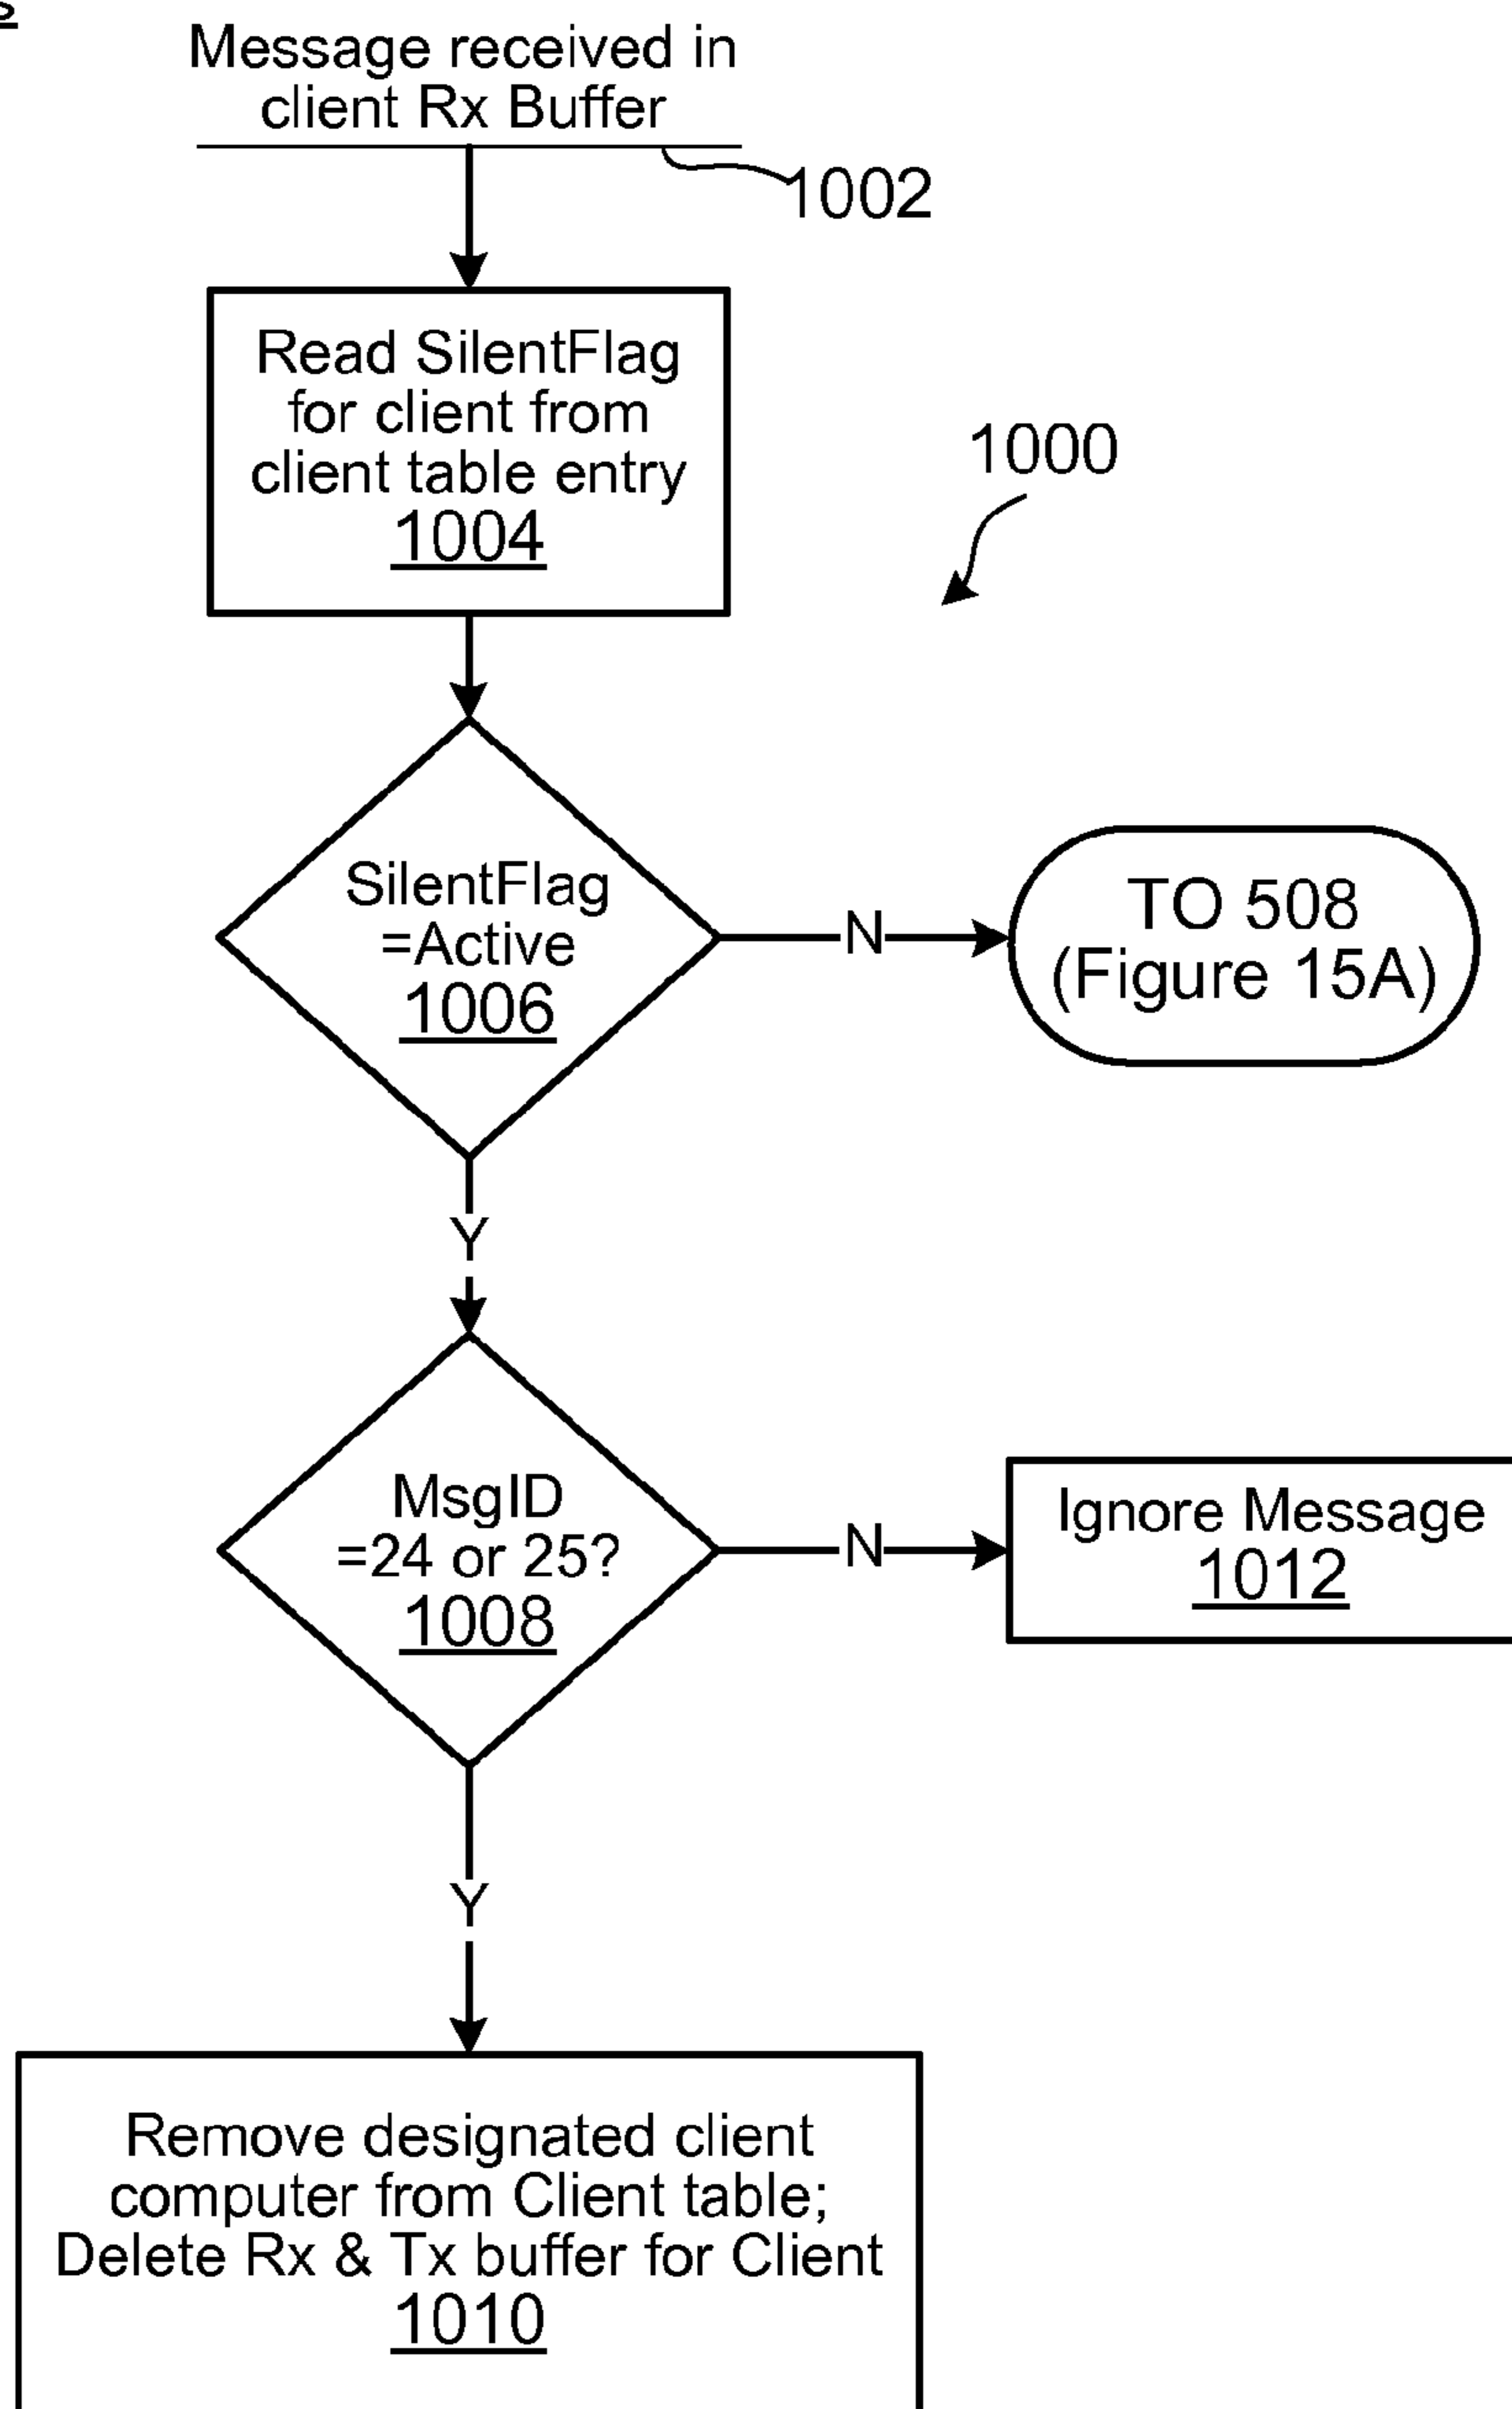 Message received in
client Rx Buffer
1002
Read SilentFlag
for client from
client table entry
1004
1000
SilentFlag
=Active
1006
N
TO 508
(Figure 15A)
Y
MsgID
=24 or 25?
1008
N
Ignore Message
1012
Y
Remove designated client
computer from Client table;
Delete Rx & Tx buffer for Client
1010